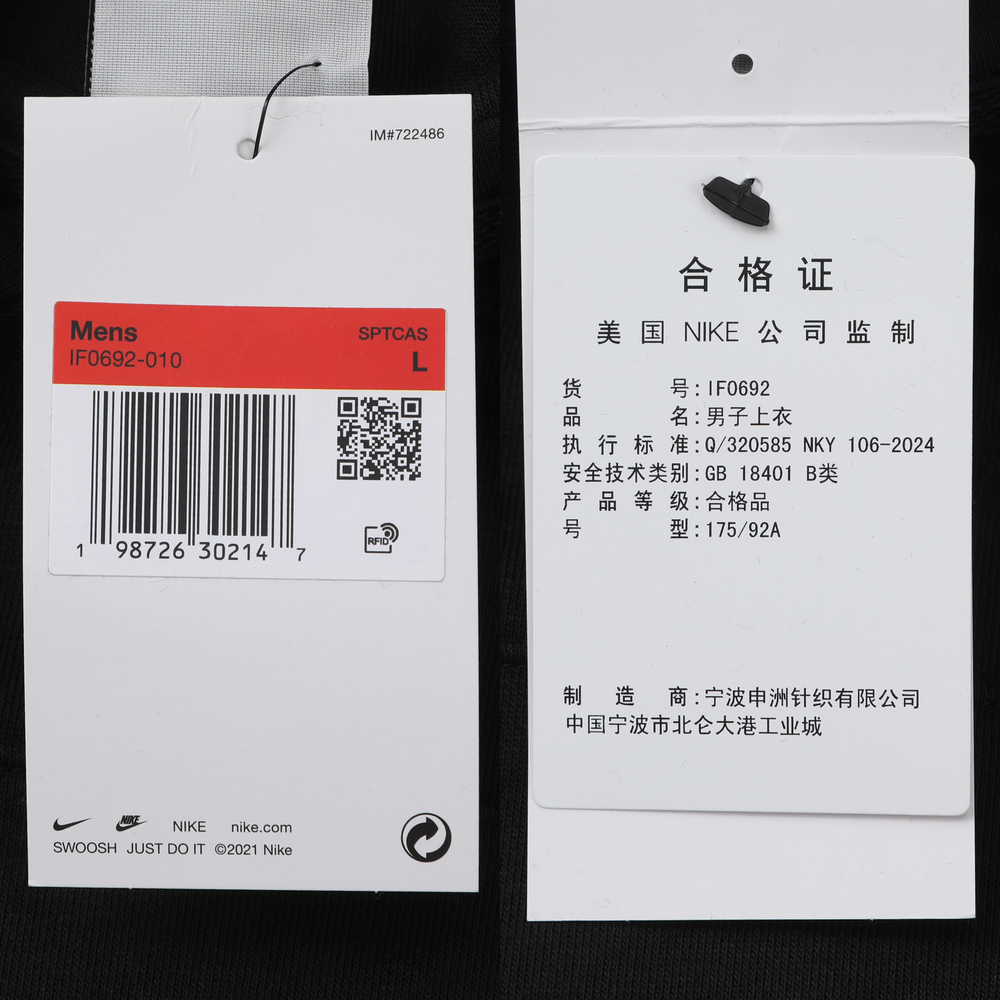 IM#722486
Mens SPTCAS
IF0692-010 L
1 98726 30214 7
RFID
NIKE NIKE nike.com
SWOOSH JUST DO IT ©2021 Nike
合格证
美国 NIKE 公司监制
货号:IF0692
品名:男子上衣
执行标准:Q/320585 NKY 106-2024
安全技术类别:GB 18401 B类
产品等级:合格品
号型:175/92A
制造商:宁波申洲针织有限公司
中国宁波市北仑大港工业城